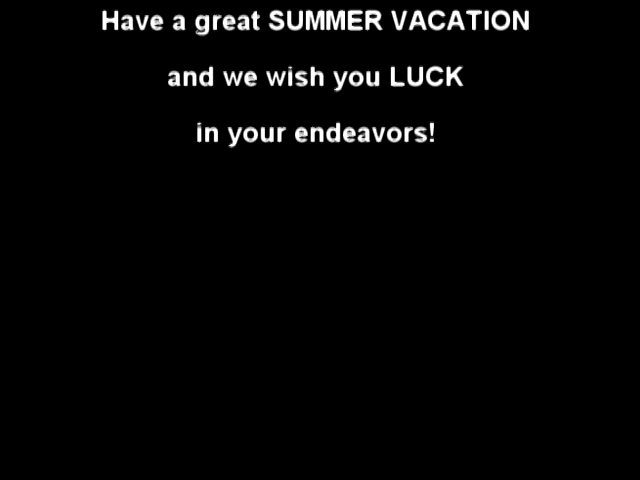 Have a great SUMMER VACATION
and we wish you LUCK
in your endeavors!